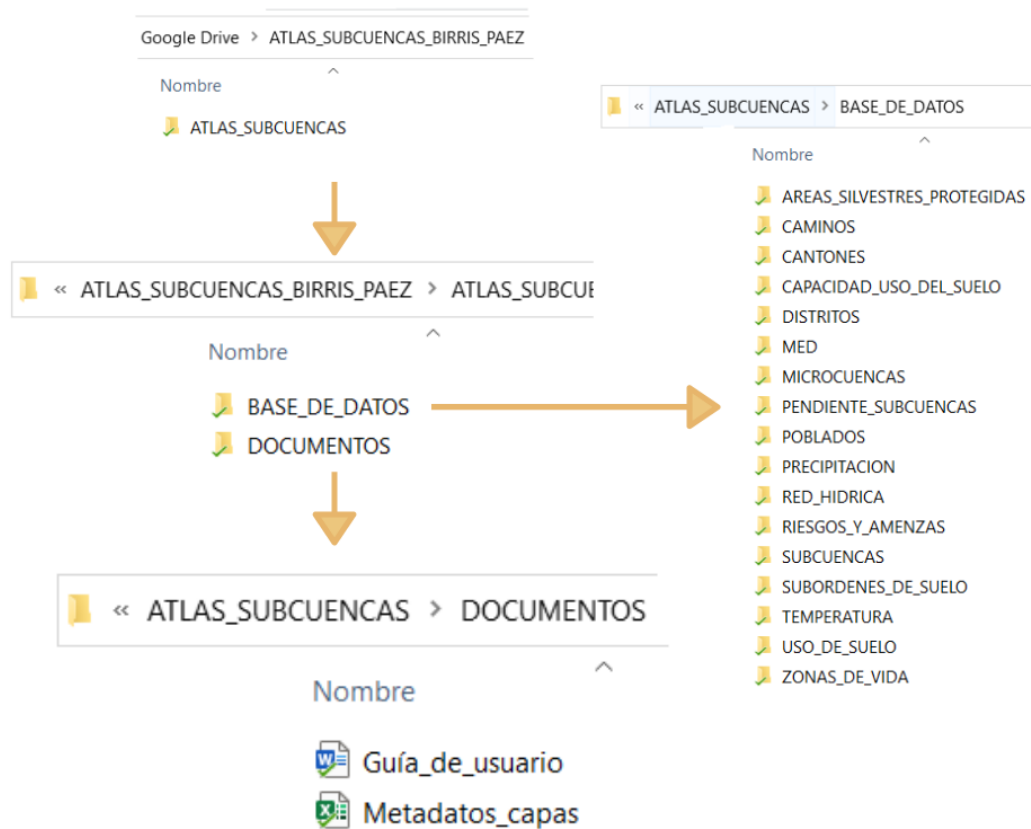 Google Drive > ATLAS_SUBCUENCAS_BIRRIS_PAEZ
Nombre
ATLAS_SUBCUENCAS
« ATLAS_SUBCUENCAS_BIRRIS_PAEZ > ATLAS_SUBCUE
Nombre
BASE_DE_DATOS
DOCUMENTOS
« ATLAS_SUBCUENCAS > DOCUMENTOS
Nombre
Guía_de_usuario
Metadatos_capas
« ATLAS_SUBCUENCAS > BASE_DE_DATOS
Nombre
AREAS_SILVESTRES_PROTEGIDAS
CAMINOS
CANTONES
CAPACIDAD_USO_DEL_SUELO
DISTRITOS
MED
MICROCUENCAS
PENDIENTE_SUBCUENCAS
POBLADOS
PRECIPITACION
RED_HIDRICA
RIESGOS_Y_AMENZAS
SUBCUENCAS
SUBORDENES_DE_SUELO
TEMPERATURA
USO_DE_SUELO
ZONAS_DE_VIDA